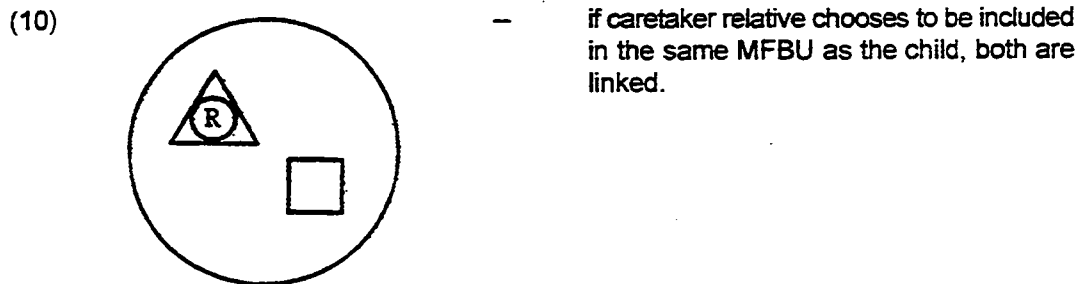 (10) – if caretaker relative chooses to be included
in the same MFBU as the child, both are
linked.
R